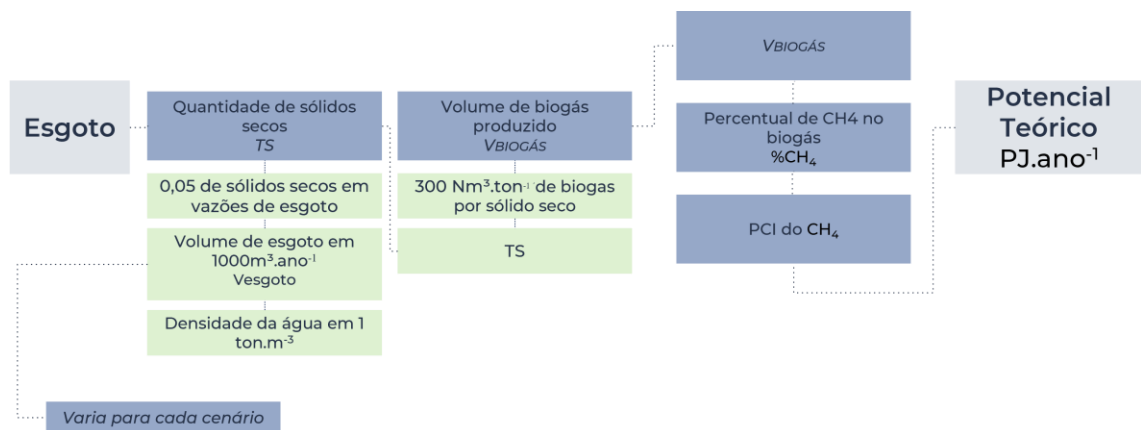 Esgoto
Quantidade de sólidos
secos
TS
0,05 de sólidos secos em
vazões de esgoto
Volume de esgoto em
1000m³.ano⁻¹
Vesgoto
Densidade da água em 1
ton.m⁻³
Varia para cada cenário
Volume de biogás
produzido
VBIOGÁS
300 Nm³.ton⁻¹ de biogas
por sólido seco
TS
VBIOGÁS
Percentual de CH4 no
biogás
%CH₄
PCI do CH₄
Potencial
Teórico
PJ.ano⁻¹